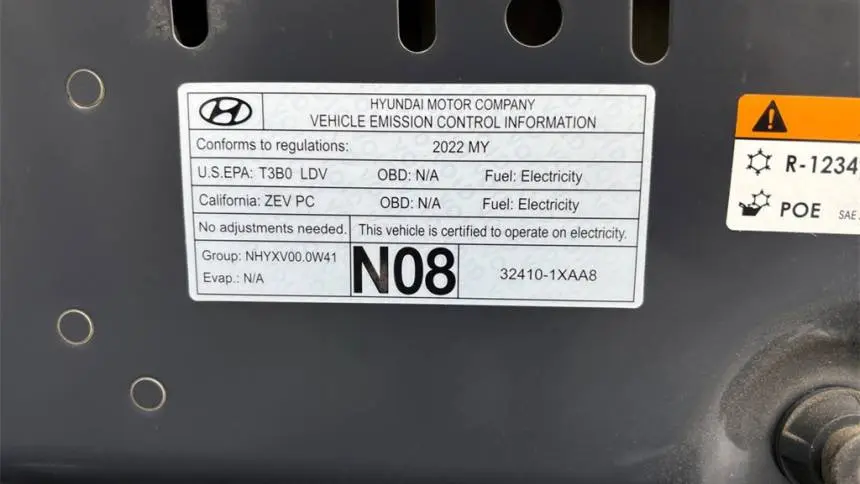 HYUNDAI MOTOR COMPANY
VEHICLE EMISSION CONTROL INFORMATION
Conforms to regulations: 2022 MY
U.S.EPA: T3B0 LDV OBD: N/A Fuel: Electricity
California: ZEV PC OBD: N/A Fuel: Electricity
No adjustments needed. This vehicle is certified to operate on electricity.
Group: NHYXV00.0W41
Evap.: N/A
N08
32410-1XAA8
R-1234
POE SAE